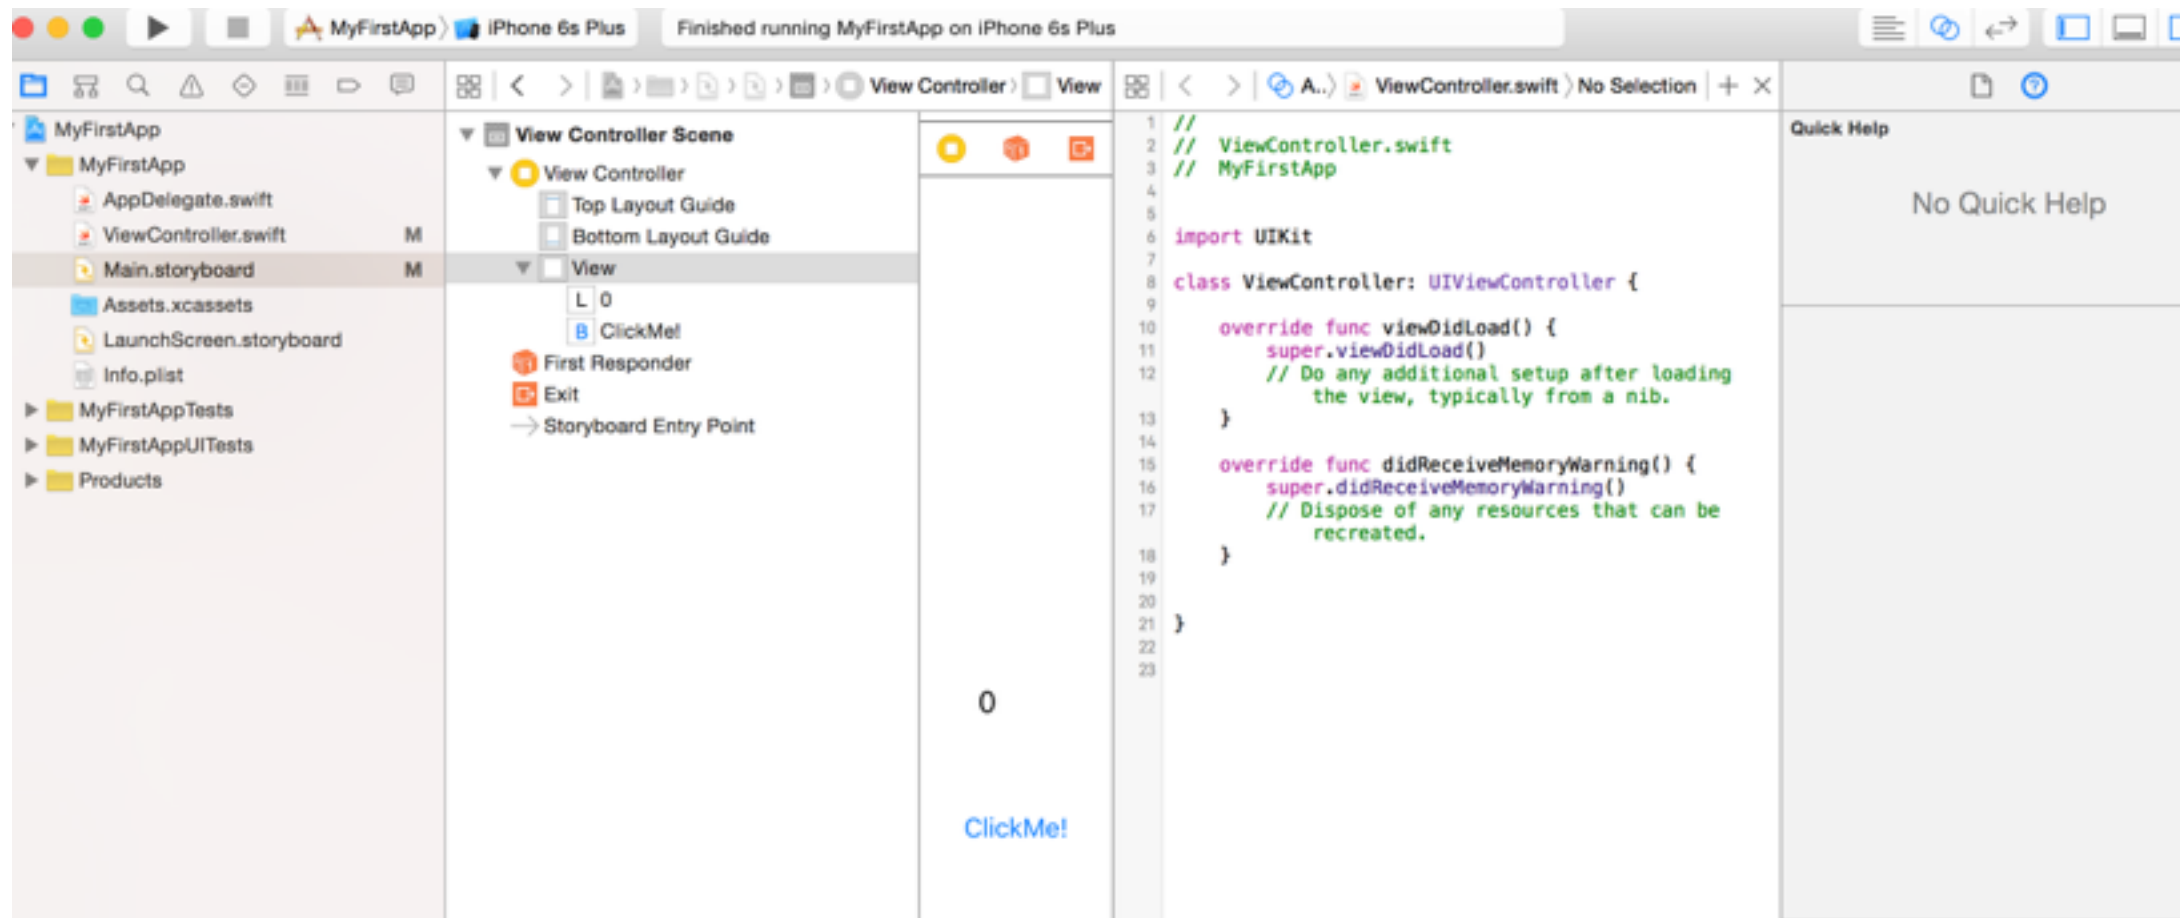 MyFirstApp iPhone 6s Plus Finished running MyFirstApp on iPhone 6s Plus
View Controller View
A.. ViewController.swift No Selection
MyFirstApp
MyFirstApp
AppDelegate.swift
ViewController.swift M
Main.storyboard M
Assets.xcassets
LaunchScreen.storyboard
Info.plist
MyFirstAppTests
MyFirstAppUITests
Products
View Controller Scene
View Controller
Top Layout Guide
Bottom Layout Guide
View
L 0
B ClickMe!
First Responder
Exit
Storyboard Entry Point
0
ClickMe!
1 //
2 // ViewController.swift
3 // MyFirstApp
4
5
6 import UIKit
7
8 class ViewController: UIViewController {
9
10 override func viewDidLoad() {
11 super.viewDidLoad()
12 // Do any additional setup after loading
the view, typically from a nib.
13 }
14
15 override func didReceiveMemoryWarning() {
16 super.didReceiveMemoryWarning()
17 // Dispose of any resources that can be
recreated.
18 }
19
20
21 }
22
23
Quick Help
No Quick Help